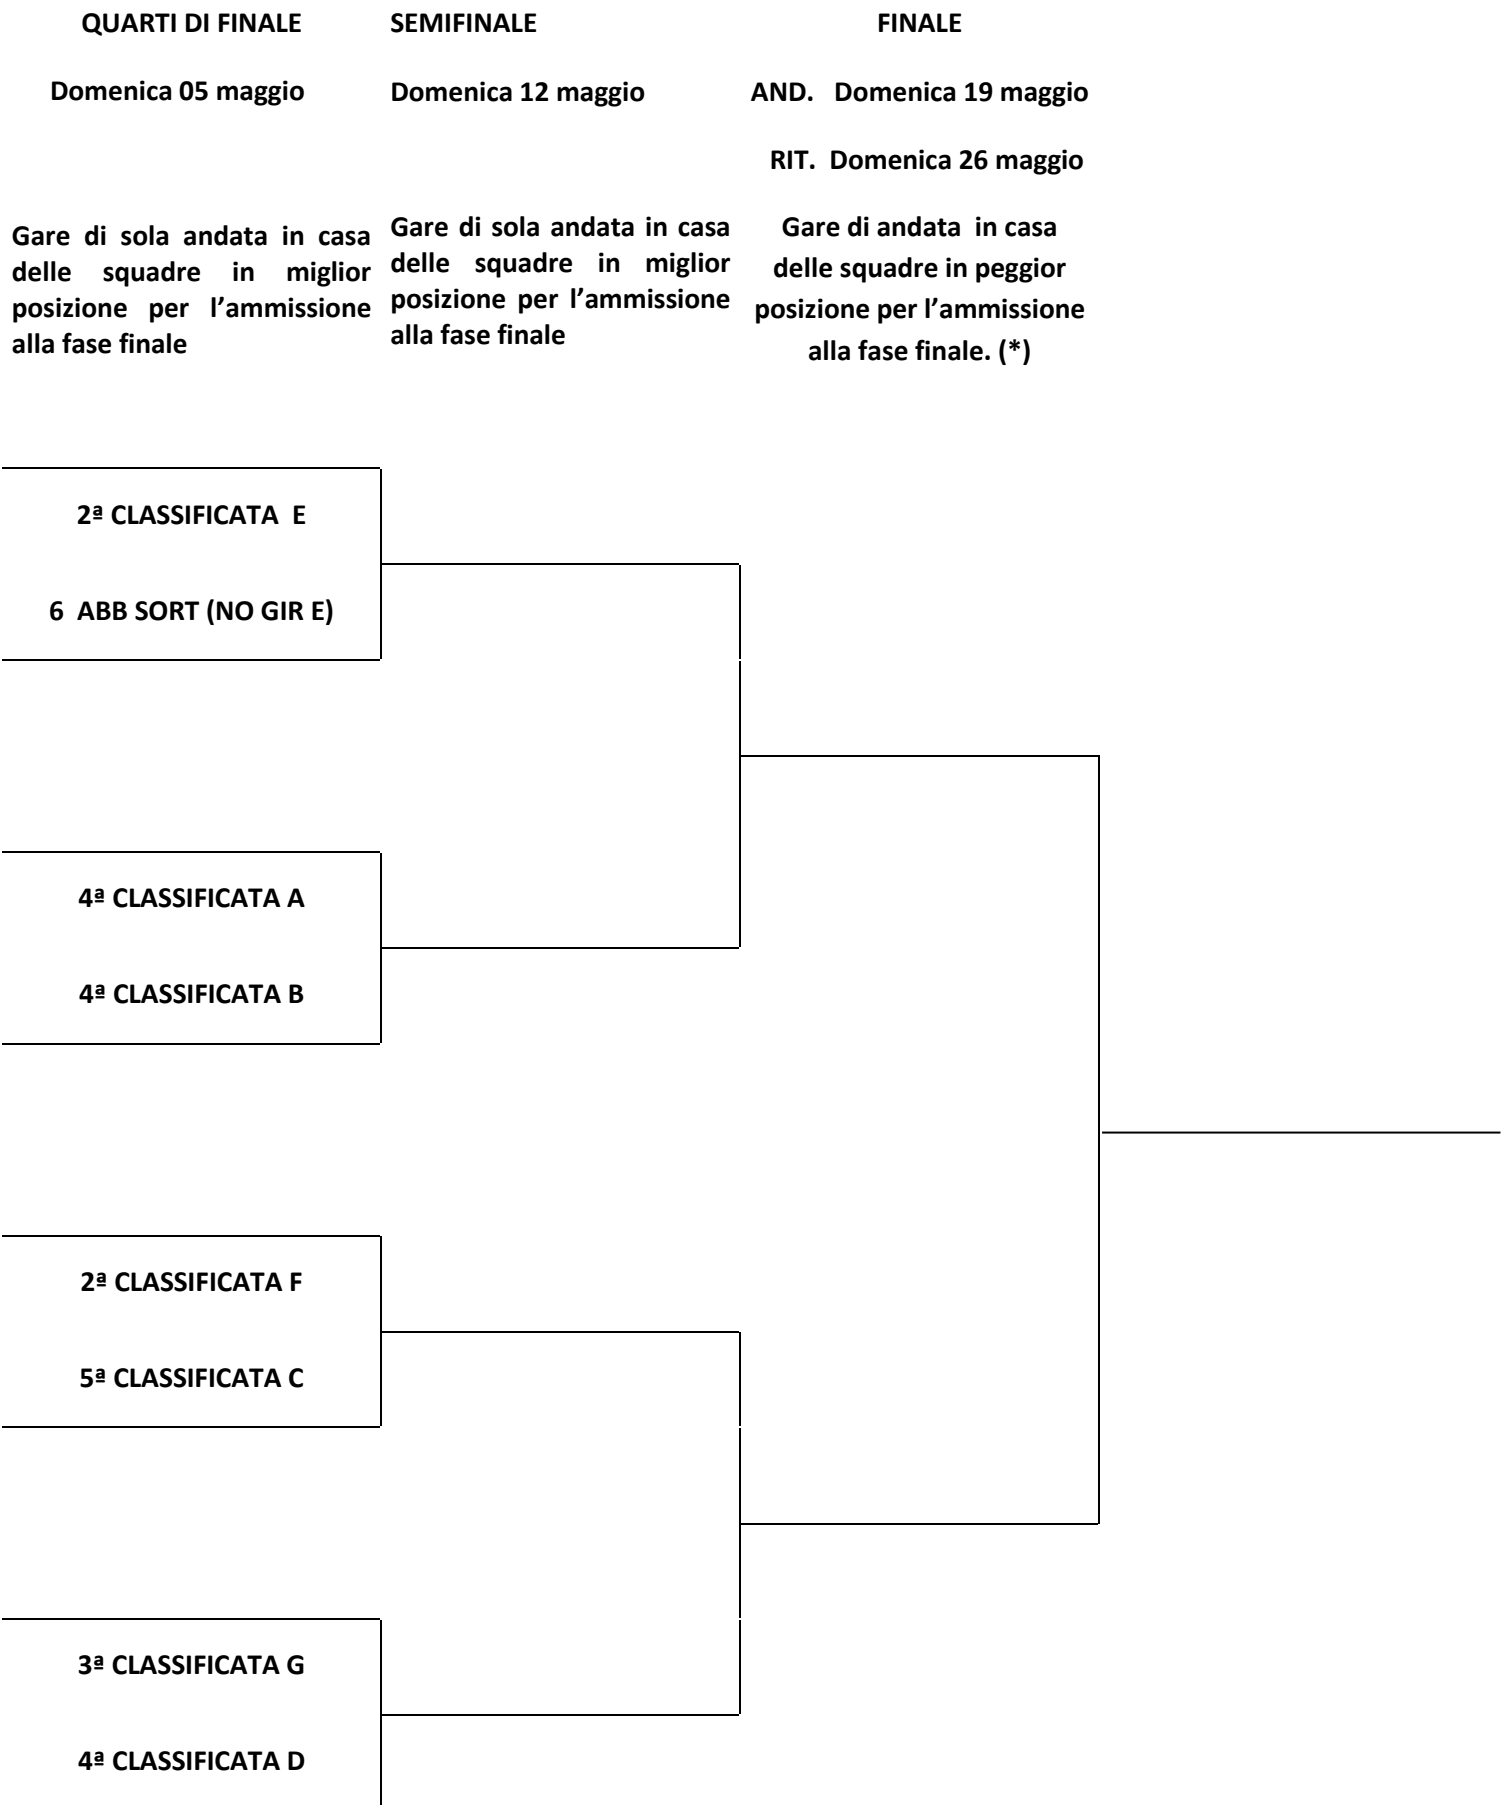 QUARTI DI FINALE
SEMIFINALE
FINALE
Domenica 05 maggio
Domenica 12 maggio
AND. Domenica 19 maggio
RIT. Domenica 26 maggio
Gare di sola andata in casa
delle squadre in miglior
posizione per l’ammissione
alla fase finale
Gare di sola andata in casa
delle squadre in miglior
posizione per l’ammissione
alla fase finale
Gare di andata in casa
delle squadre in peggior
posizione per l’ammissione
alla fase finale. (*)
2ª CLASSIFICATA E
6 ABB SORT (NO GIR E)
4ª CLASSIFICATA A
4ª CLASSIFICATA B
2ª CLASSIFICATA F
5ª CLASSIFICATA C
3ª CLASSIFICATA G
4ª CLASSIFICATA D